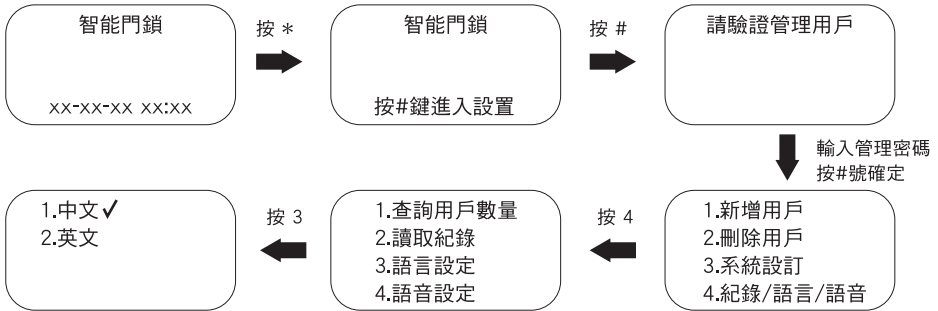 智能門鎖
xx-xx-xx xx:xx
按 *
智能門鎖
按#鍵進入設置
按 #
請驗證管理用戶
輸入管理密碼
按#號確定
1.新增用戶
2.刪除用戶
3.系統設訂
4.紀錄/語言/語音
按 4
1.查詢用戶數量
2.讀取紀錄
3.語言設定
4.語音設定
按 3
1.中文✓
2.英文